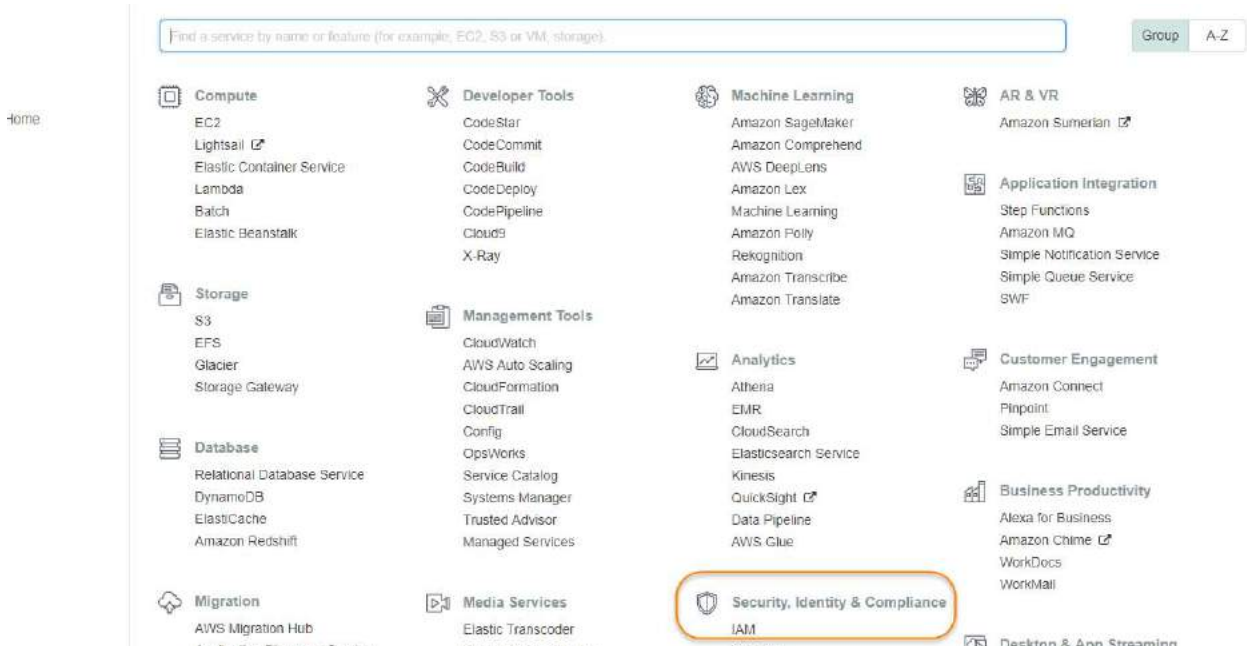 Find a service by name or feature (for example, EC2, S3 or VM, storage).
Group
A-Z
Home
Compute
EC2
Lightsail
Elastic Container Service
Lambda
Batch
Elastic Beanstalk
Storage
S3
EFS
Glacier
Storage Gateway
Database
Relational Database Service
DynamoDB
ElastiCache
Amazon Redshift
Migration
AWS Migration Hub
Developer Tools
CodeStar
CodeCommit
CodeBuild
CodeDeploy
CodePipeline
Cloud9
X-Ray
Management Tools
CloudWatch
AWS Auto Scaling
CloudFormation
CloudTrail
Config
OpsWorks
Service Catalog
Systems Manager
Trusted Advisor
Managed Services
Media Services
Elastic Transcoder
Machine Learning
Amazon SageMaker
Amazon Comprehend
AWS DeepLens
Amazon Lex
Machine Learning
Amazon Polly
Rekognition
Amazon Transcribe
Amazon Translate
Analytics
Athena
EMR
CloudSearch
Elasticsearch Service
Kinesis
QuickSight
Data Pipeline
AWS Glue
Security, Identity & Compliance
IAM
AR & VR
Amazon Sumerian
Application Integration
Step Functions
Amazon MQ
Simple Notification Service
Simple Queue Service
SWF
Customer Engagement
Amazon Connect
Pinpoint
Simple Email Service
Business Productivity
Alexa for Business
Amazon Chime
WorkDocs
WorkMail
Desktop & App Streaming